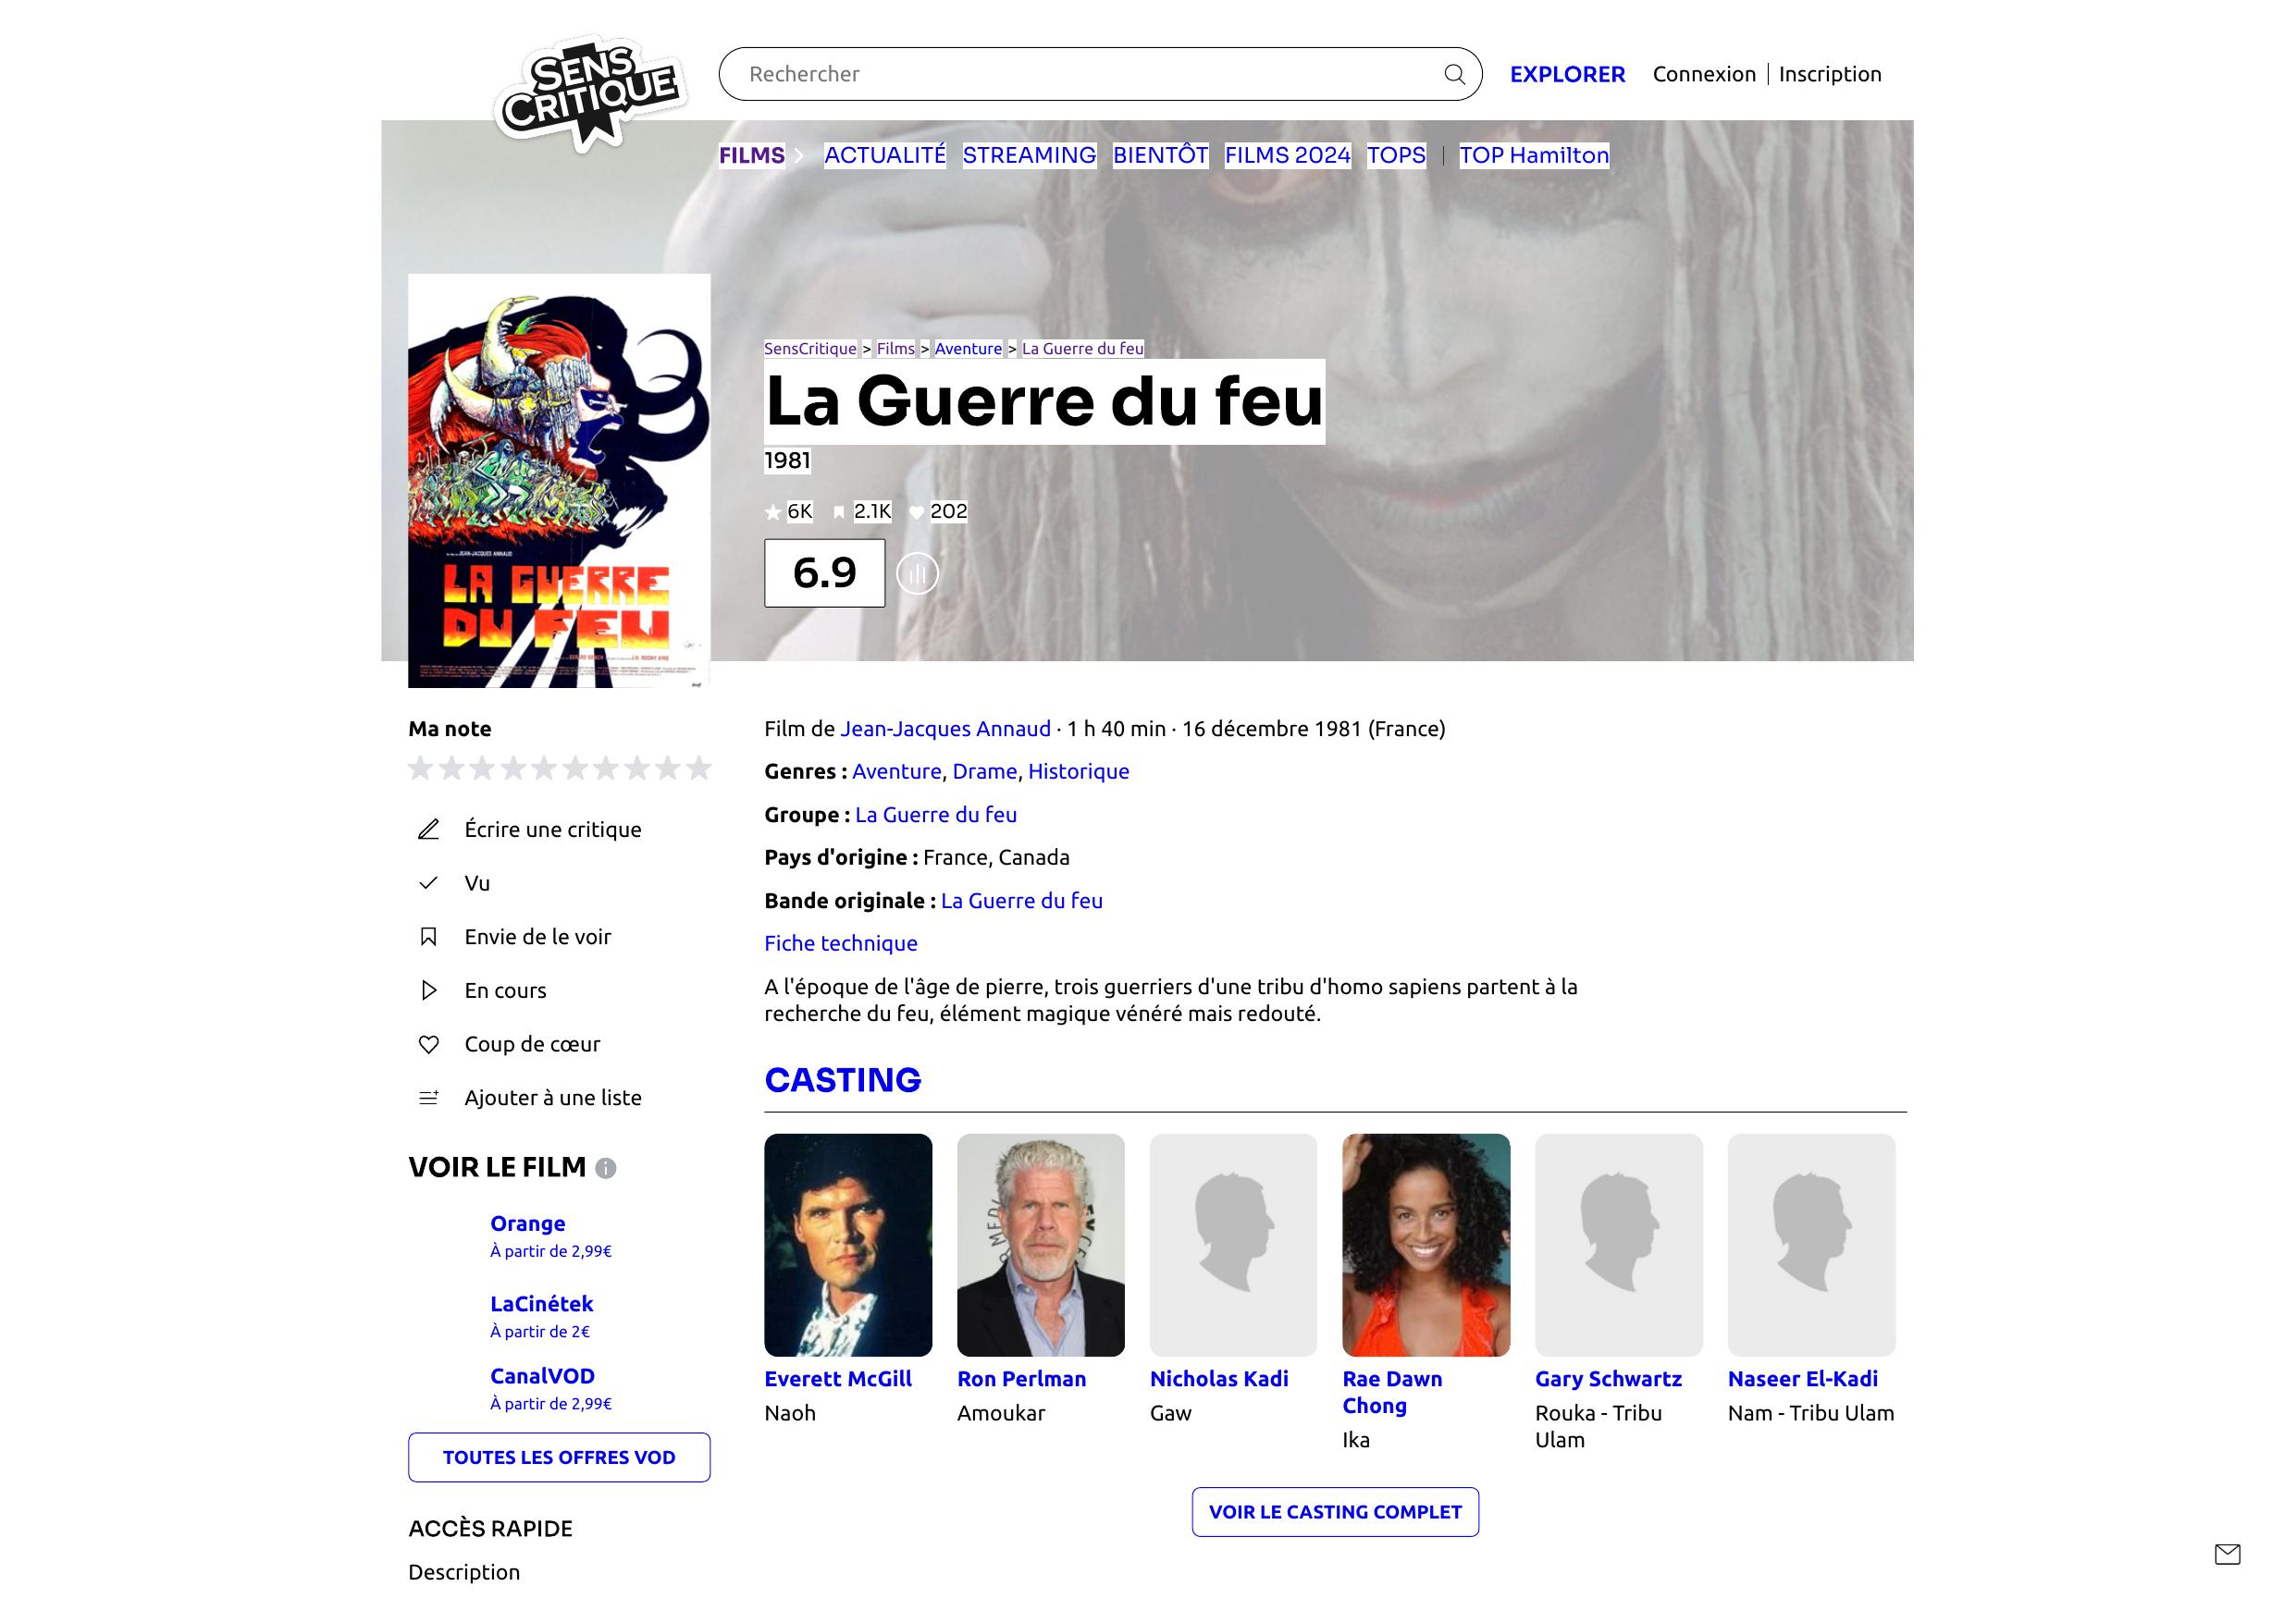 SENS
CRITIQUE
Rechercher
EXPLORER
Connexion
Inscription
FILMS
ACTUALITÉ
STREAMING
BIENTÔT
FILMS 2024
TOPS
TOP Hamilton
SensCritique > Films > Aventure > La Guerre du feu
La Guerre du feu
1981
6K
2.1K
202
6.9
JEAN-JACQUES ANNAUD
LA GUERRE
DU FEU
Ma note
Écrire une critique
Vu
Envie de le voir
En cours
Coup de cœur
Ajouter à une liste
VOIR LE FILM
Orange
À partir de 2,99€
LaCinétek
À partir de 2€
CanalVOD
À partir de 2,99€
TOUTES LES OFFRES VOD
ACCÈS RAPIDE
Description
Film de Jean-Jacques Annaud · 1 h 40 min · 16 décembre 1981 (France)
Genres : Aventure, Drame, Historique
Groupe : La Guerre du feu
Pays d'origine : France, Canada
Bande originale : La Guerre du feu
Fiche technique
A l'époque de l'âge de pierre, trois guerriers d'une tribu d'homo sapiens partent à la
recherche du feu, élément magique vénéré mais redouté.
CASTING
Everett McGill
Naoh
Ron Perlman
Amoukar
Nicholas Kadi
Gaw
Rae Dawn
Chong
Ika
Gary Schwartz
Rouka - Tribu
Ulam
Naseer El-Kadi
Nam - Tribu Ulam
VOIR LE CASTING COMPLET